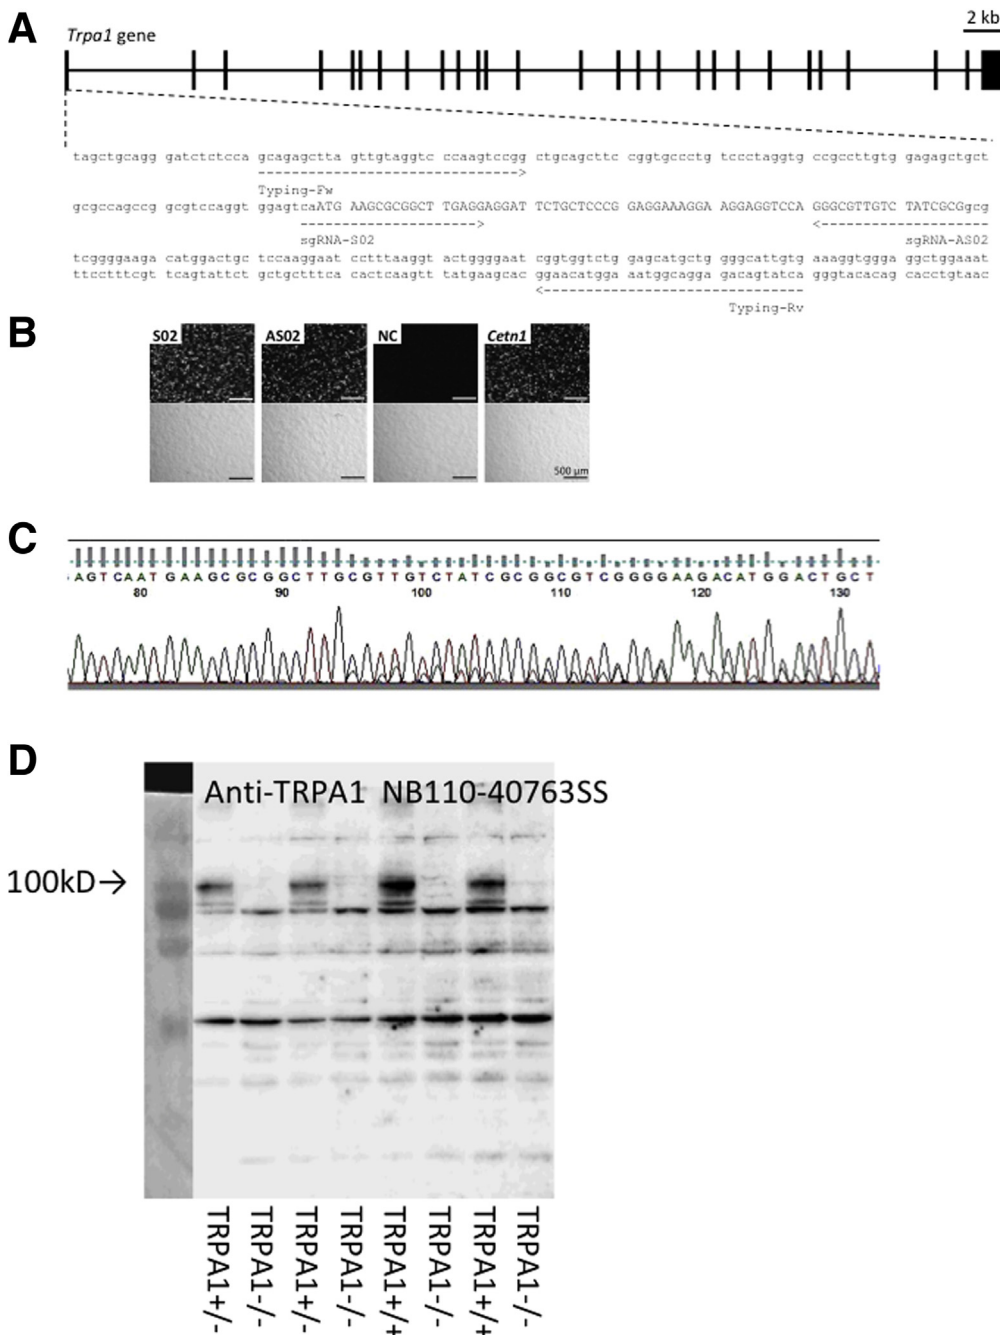 A
Trpa1 gene
2 kb
tagctgcagg gatctctcca gcagagctta gttgtaggtc ccaagtccgg ctgcagcttc cggtgccctg tccctaggtg ccgccttgtg gagagctgct
------------------------------>
Typing-Fw
gcgccagccg gcgtccaggt ggagtcaATG AAGCGCGGCT TGAGGAGGAT TCTGCTCCCG GAGGAAAGGA AGGAGGTCCA GGGCGTTGTC TATCGCGgcg
--------------------> <--------------------
sgRNA-S02 sgRNA-AS02
tcggggaaga catggactgc tccaaggaat cctttaaggt actggggaat cggtggtctg gagcatgctg gggcattgtg aaaggtggga ggctggaaat
ttcctttcgt tcagtattct gctgctttca cactcaagtt tatgaagcac ggaacatgga aatggcagga gacagtatca gggtacacag cacctgtaac
<------------------------------
Typing-Rv
B
S02 AS02 NC Cetn1
500 µm
C
AGTCAATGAAGCGCGGCTTGCGTTGTCTATCGCGGCGTCGGGGAAGACATGGACTGCT
80 90 100 110 120 130
D
Anti-TRPA1 NB110-40763SS
100kD→
TRPA1+/-
TRPA1-/-
TRPA1+/-
TRPA1-/-
TRPA1+/+
TRPA1-/-
TRPA1+/+
TRPA1-/-